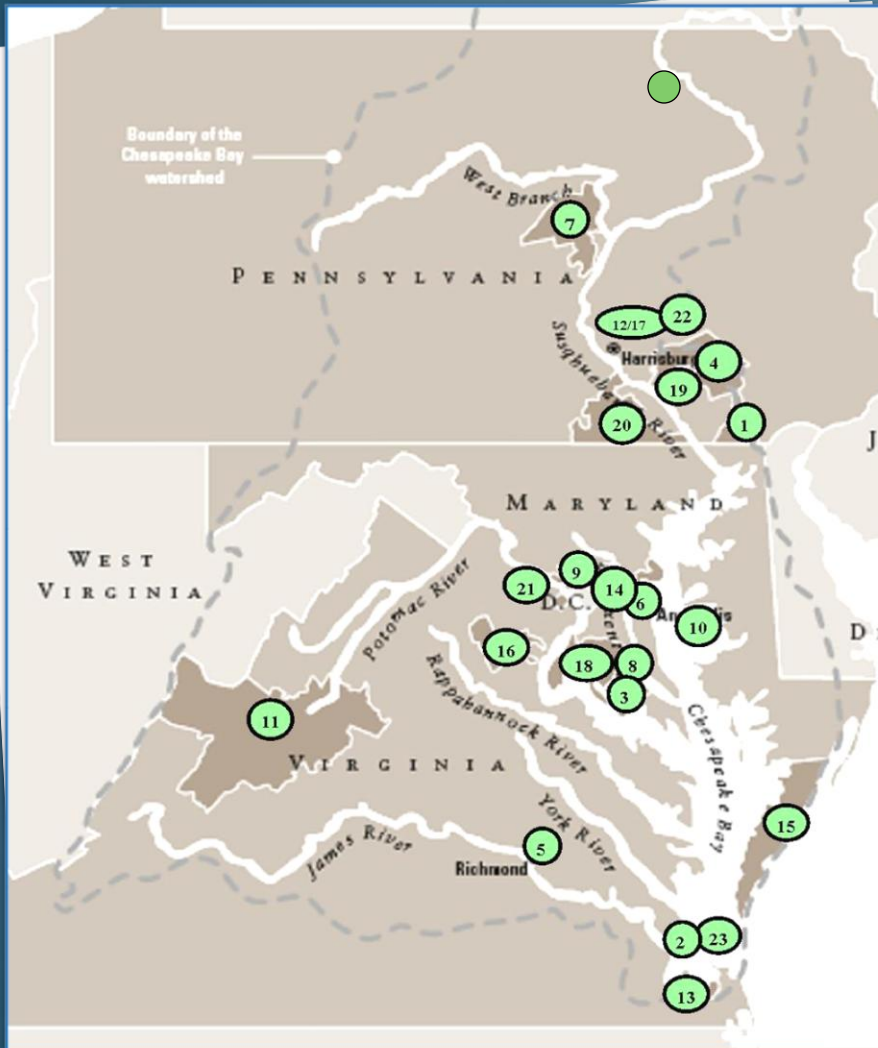 Boundary of the
Chesapeake Bay
watershed
West Branch
7
PENNSYLVANIA
12/17
22
Harrisbur
4
19
Susqhuehanna River
20
1
MARYLAND
WEST
VIRGINIA
Potomac River
21
9
14
6
D.C.
10
16
18
8
3
Rappahannock River
11
Chesapeake Bay
VIRGINIA
15
York River
James River
5
Richmond
2
23
13
J
D